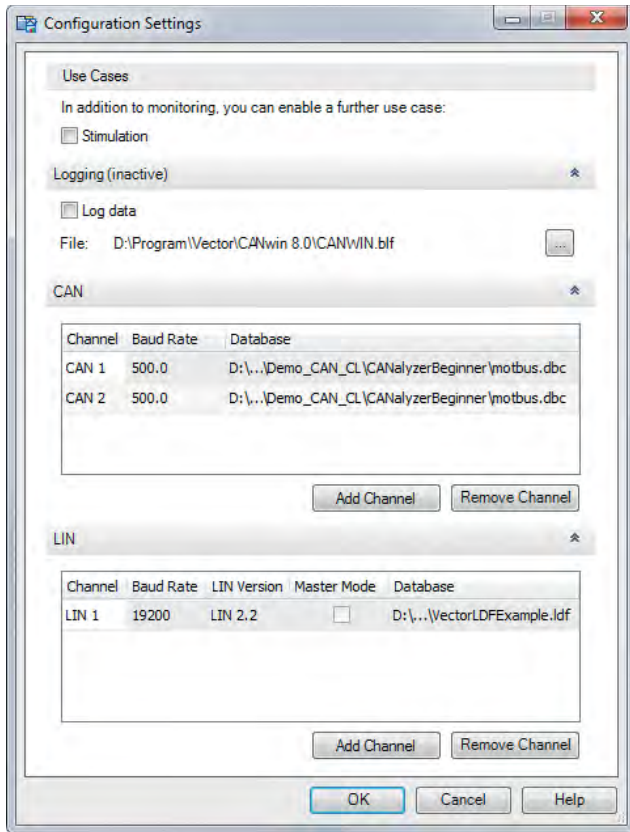 Configuration Settings
Use Cases
In addition to monitoring, you can enable a further use case:
Stimulation
Logging (inactive)
Log data
File: D:\Program\Vector\CANwin 8.0\CANWIN.blf
...
CAN
Channel Baud Rate Database
CAN 1 500.0 D:\...\Demo_CAN_CL\CANalyzerBeginner\motbus.dbc
CAN 2 500.0 D:\...\Demo_CAN_CL\CANalyzerBeginner\motbus.dbc
Add Channel Remove Channel
LIN
Channel Baud Rate LIN Version Master Mode Database
LIN 1 19200 LIN 2.2 D:\...\VectorLDFExample.ldf
Add Channel Remove Channel
OK Cancel Help